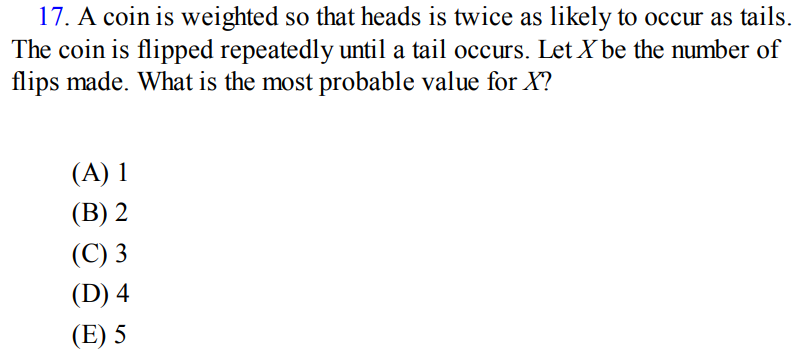 17. A coin is weighted so that heads is twice as likely to occur as tails.
The coin is flipped repeatedly until a tail occurs. Let X be the number of
flips made. What is the most probable value for X?
(A) 1
(B) 2
(C) 3
(D) 4
(E) 5